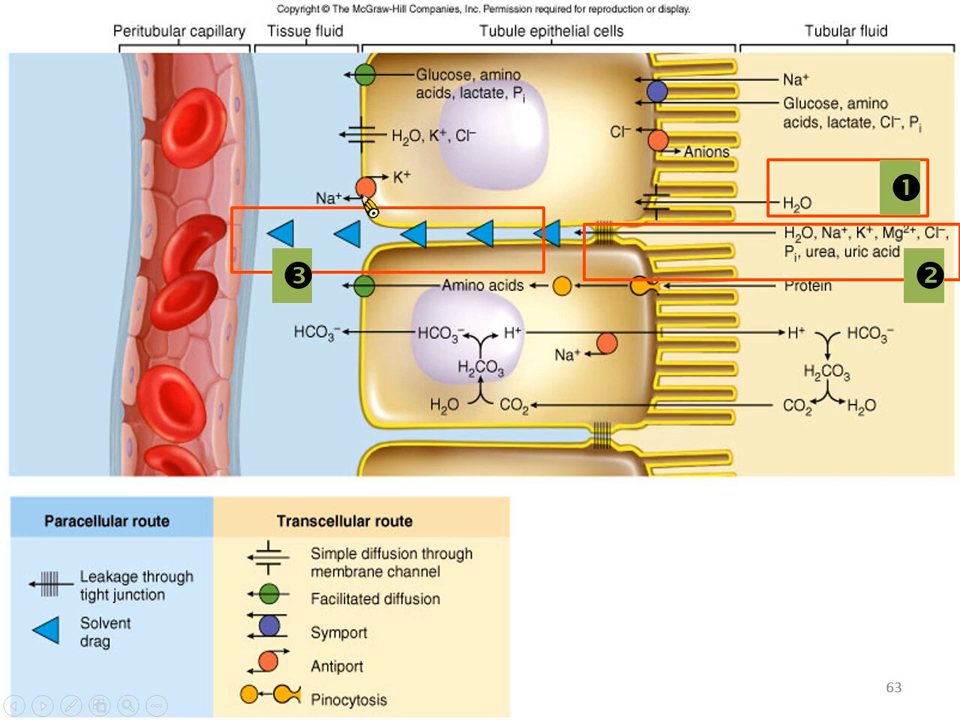 Copyright © The McGraw-Hill Companies, Inc. Permission required for reproduction or display.
Peritubular capillary
Tissue fluid
Tubule epithelial cells
Tubular fluid
Glucose, amino
acids, lactate, Pi
Na+
Glucose, amino
acids, lactate, Cl–, Pi
H2O, K+, Cl–
Cl–
Anions
K+
Na+
❶
H2O
H2O, Na+, K+, Mg2+, Cl–,
Pi, urea, uric acid
❷
❸
Amino acids
Protein
HCO3–
HCO3–
H+
H+
HCO3–
Na+
H2CO3
H2CO3
H2O
CO2
CO2
H2O
Paracellular route
Leakage through
tight junction
Solvent
drag
Transcellular route
Simple diffusion through
membrane channel
Facilitated diffusion
Symport
Antiport
Pinocytosis
63